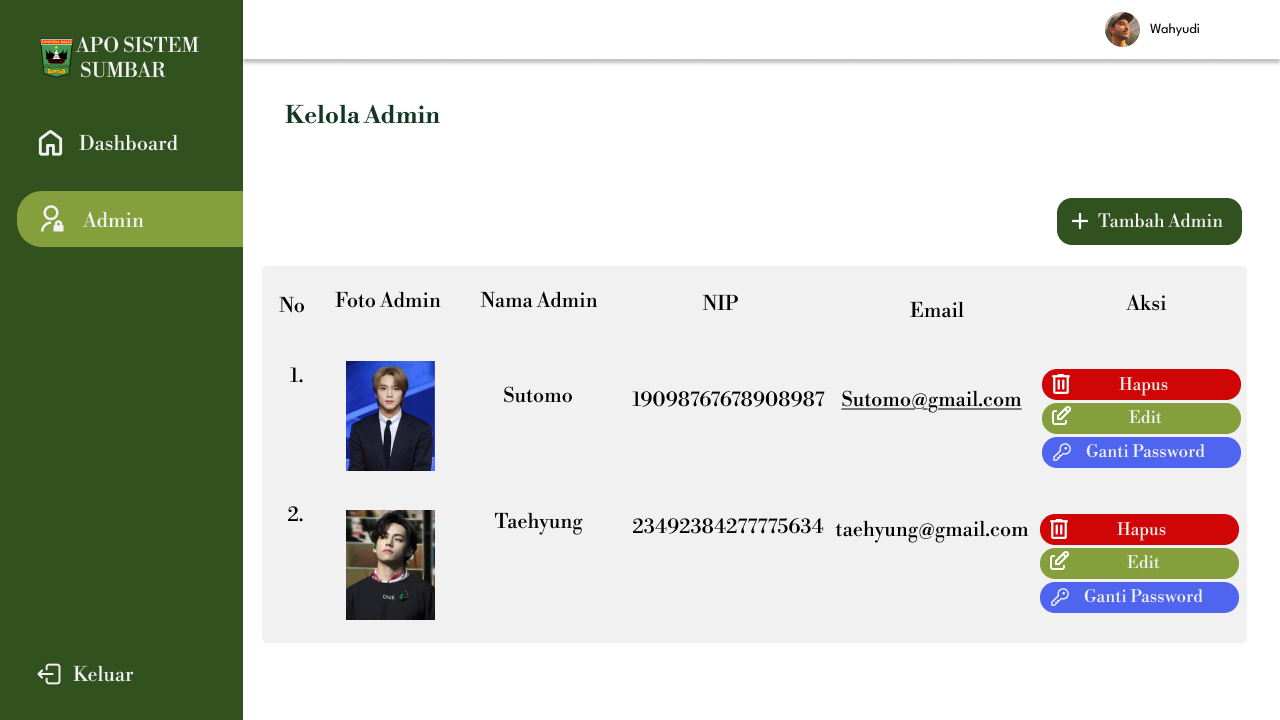 APO SISTEM
SUMBAR
Dashboard
Admin
Keluar
Wahyudi
Kelola Admin
Tambah Admin
No Foto Admin Nama Admin NIP Email Aksi
1. Sutomo 19098767678908987 Sutomo@gmail.com
Hapus
Edit
Ganti Password
2. Taehyung 23492384277775634 taehyung@gmail.com
Hapus
Edit
Ganti Password